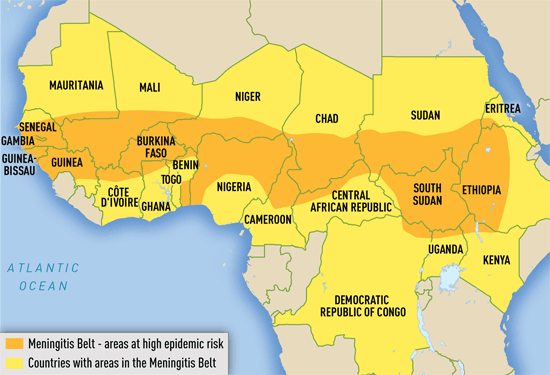 MAURITANIA
MALI
NIGER
CHAD
SUDAN
ERITREA
SENEGAL
GAMBIA
GUINEA-
BISSAU
GUINEA
BURKINA
FASO
BENIN
TOGO
CÔTE
D'IVOIRE
GHANA
NIGERIA
CAMEROON
CENTRAL
AFRICAN REPUBLIC
SOUTH
SUDAN
ETHIOPIA
UGANDA
KENYA
DEMOCRATIC
REPUBLIC OF CONGO
ATLANTIC
OCEAN
Meningitis Belt - areas at high epidemic risk
Countries with areas in the Meningitis Belt